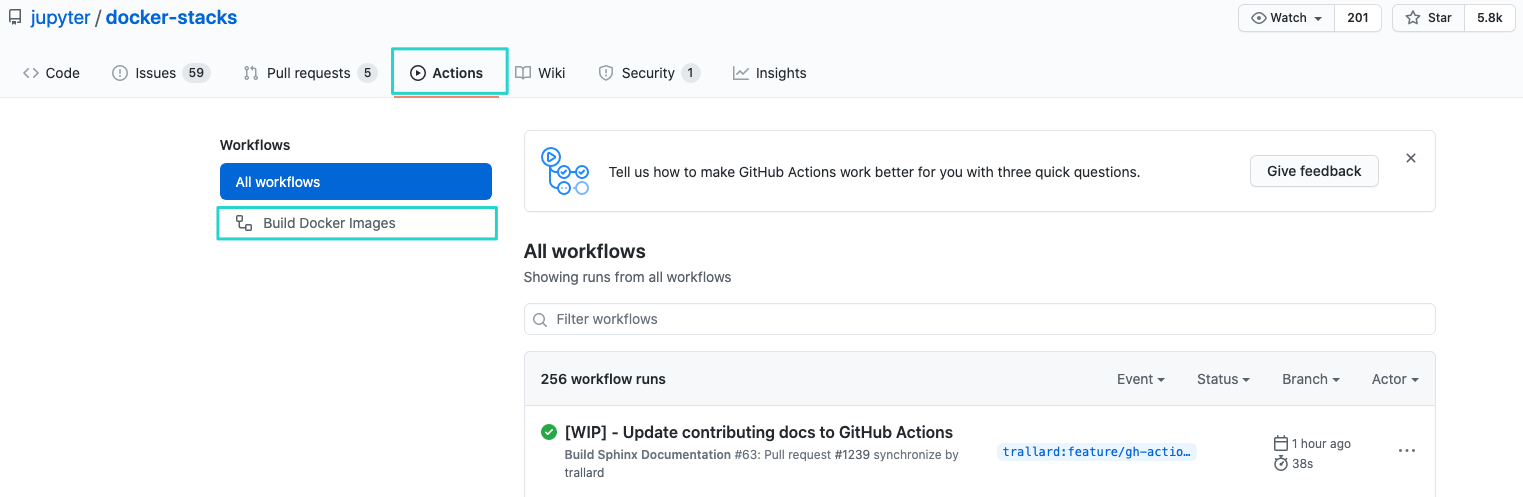 jupyter / docker-stacks
Watch 201 Star 5.8k
Code Issues 59 Pull requests 5 Actions Wiki Security 1 Insights
Workflows
All workflows
Build Docker Images
Tell us how to make GitHub Actions work better for you with three quick questions.
Give feedback
All workflows
Showing runs from all workflows
Filter workflows
256 workflow runs Event Status Branch Actor
[WIP] - Update contributing docs to GitHub Actions
Build Sphinx Documentation #63: Pull request #1239 synchronize by
trallard
trallard:feature/gh-actio…
1 hour ago
38s